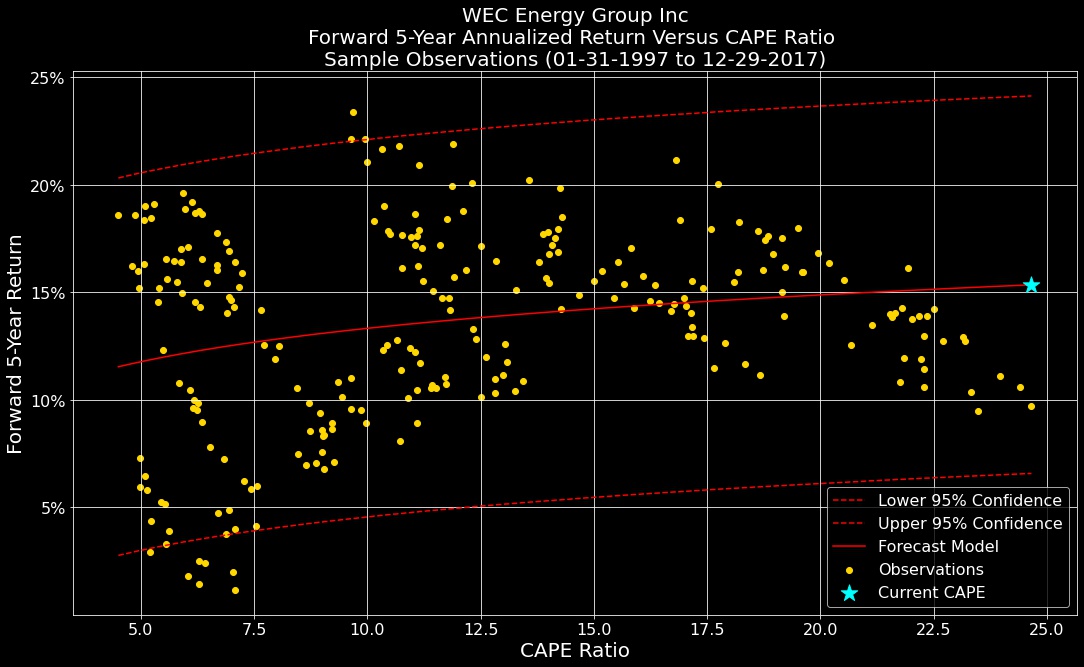 WEC Energy Group Inc
Forward 5-Year Annualized Return Versus CAPE Ratio
Sample Observations (01-31-1997 to 12-29-2017)
Forward 5-Year Return
25%
20%
15%
10%
5%
5.0 7.5 10.0 12.5 15.0 17.5 20.0 22.5 25.0
CAPE Ratio
Lower 95% Confidence
Upper 95% Confidence
Forecast Model
Observations
Current CAPE